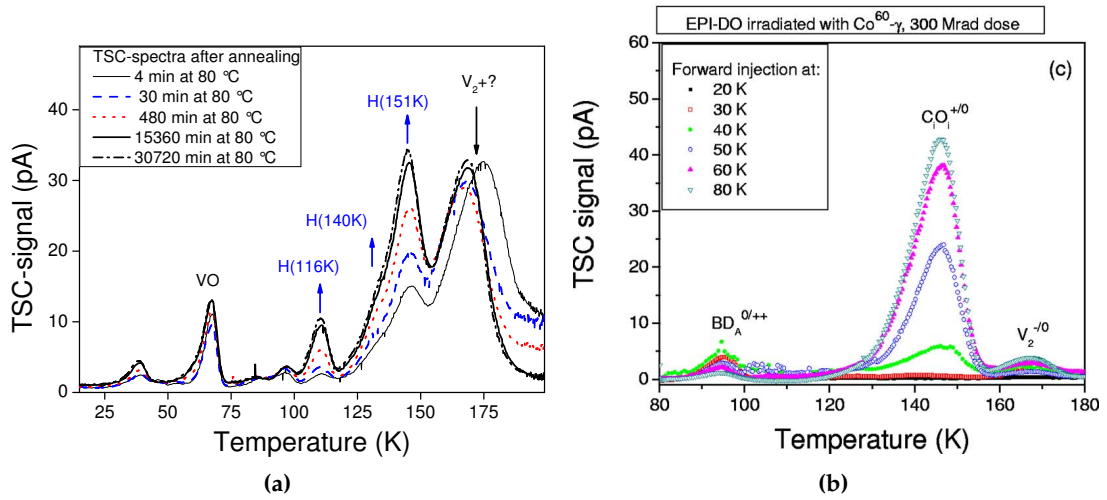 TSC-spectra after annealing
4 min at 80 °C
30 min at 80 °C
480 min at 80 °C
15360 min at 80 °C
30720 min at 80 °C
V₂+?
H(151K)
H(140K)
H(116K)
VO
40
30
20
10
0
TSC-signal (pA)
25 50 75 100 125 150 175
Temperature (K)
(a)
EPI-DO irradiated with Co⁶⁰-γ, 300 Mrad dose
(c)
Forward injection at:
20 K
30 K
40 K
50 K
60 K
80 K
CᵢOᵢ⁺/⁰
BD_A⁰/⁺⁺
V₂⁻/⁰
60
50
40
30
20
10
0
TSC signal (pA)
80 100 120 140 160 180
Temperature (K)
(b)